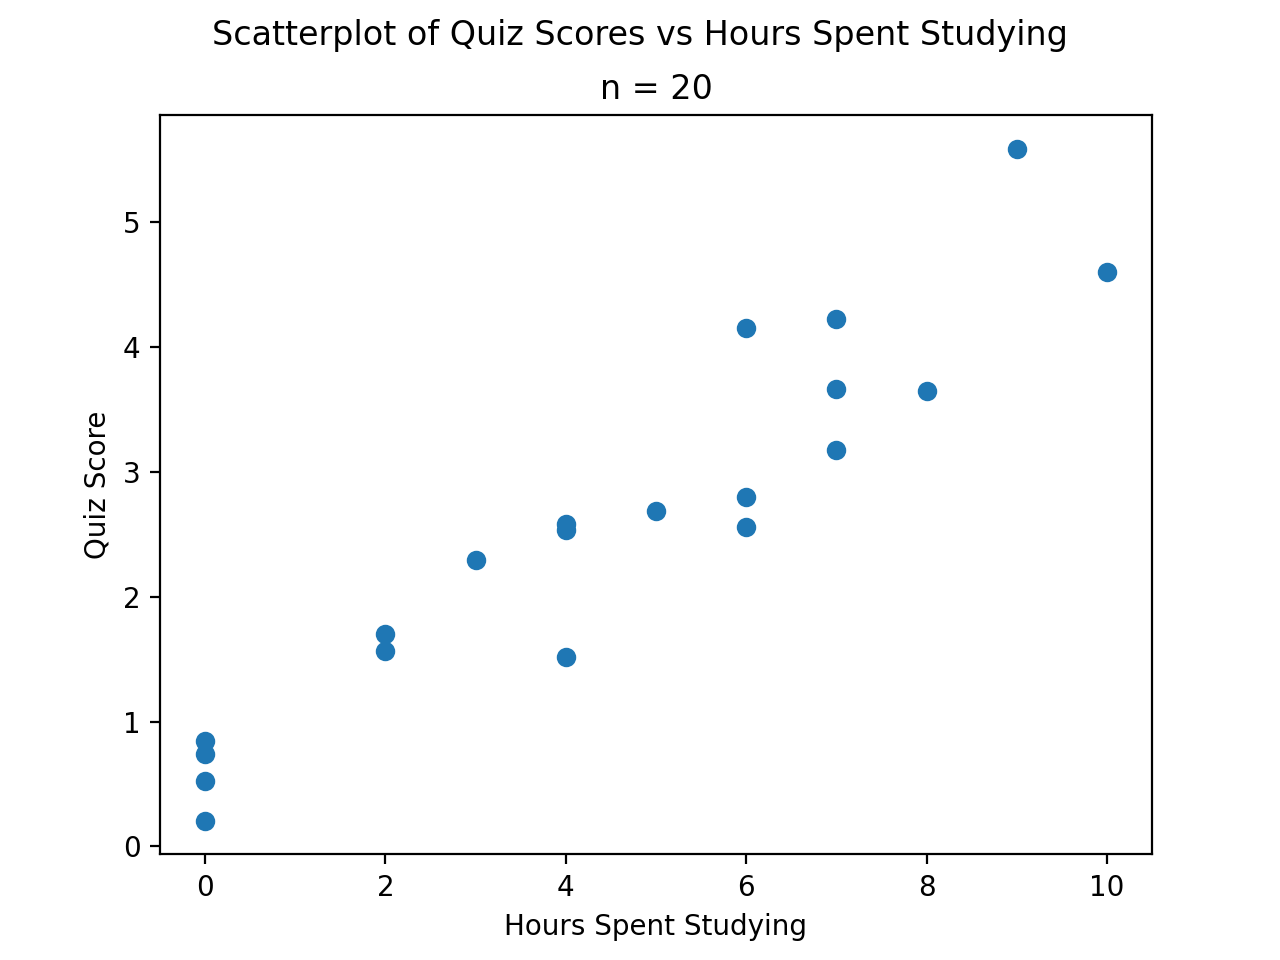 Scatterplot of Quiz Scores vs Hours Spent Studying
n = 20
5
4
3
2
1
0
Quiz Score
0 2 4 6 8 10
Hours Spent Studying